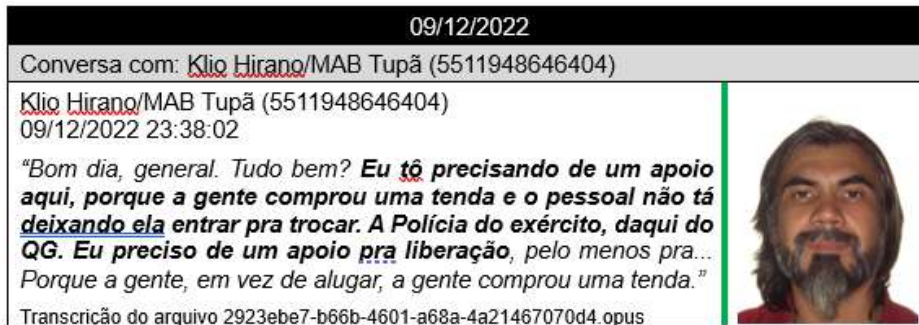 09/12/2022
Conversa com: Klio Hirano/MAB Tupã (5511948646404)
Klio Hirano/MAB Tupã (5511948646404)
09/12/2022 23:38:02
“Bom dia, general. Tudo bem? Eu tô precisando de um apoio
aqui, porque a gente comprou uma tenda e o pessoal não tá
deixando ela entrar pra trocar. A Polícia do exército, daqui do
QG. Eu preciso de um apoio pra liberação, pelo menos pra...
Porque a gente, em vez de alugar, a gente comprou uma tenda.”
Transcrição do arquivo 2923ebe7-b66b-4601-a68a-4a21467070d4.opus